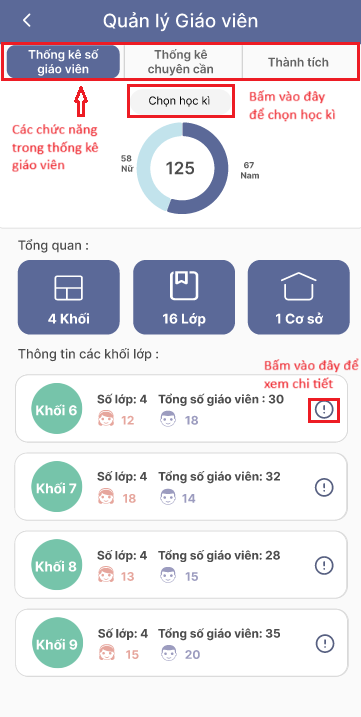 Quản lý Giáo viên
Thống kê số
giáo viên
Thống kê
chuyên cần
Thành tích
Chọn học kì
Bấm vào đây
để chọn học kì
Các chức năng
trong thống kê
giáo viên
58
Nữ
125
67
Nam
Tổng quan :
4 Khối
16 Lớp
1 Cơ sở
Thông tin các khối lớp :
Bấm vào đây để
xem chi tiết
Khối 6
Số lớp: 4 Tổng số giáo viên : 30
12 18
Khối 7
Số lớp: 4 Tổng số giáo viên: 32
18 14
Khối 8
Số lớp: 4 Tổng số giáo viên: 28
13 15
Khối 9
Số lớp: 4 Tổng số giáo viên: 35
15 20